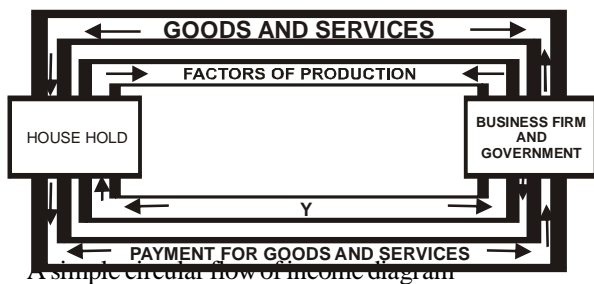 GOODS AND SERVICES
FACTORS OF PRODUCTION
HOUSE HOLD
BUSINESS FIRM
AND
GOVERNMENT
Y
PAYMENT FOR GOODS AND SERVICES
A simple circular flow of income diagram